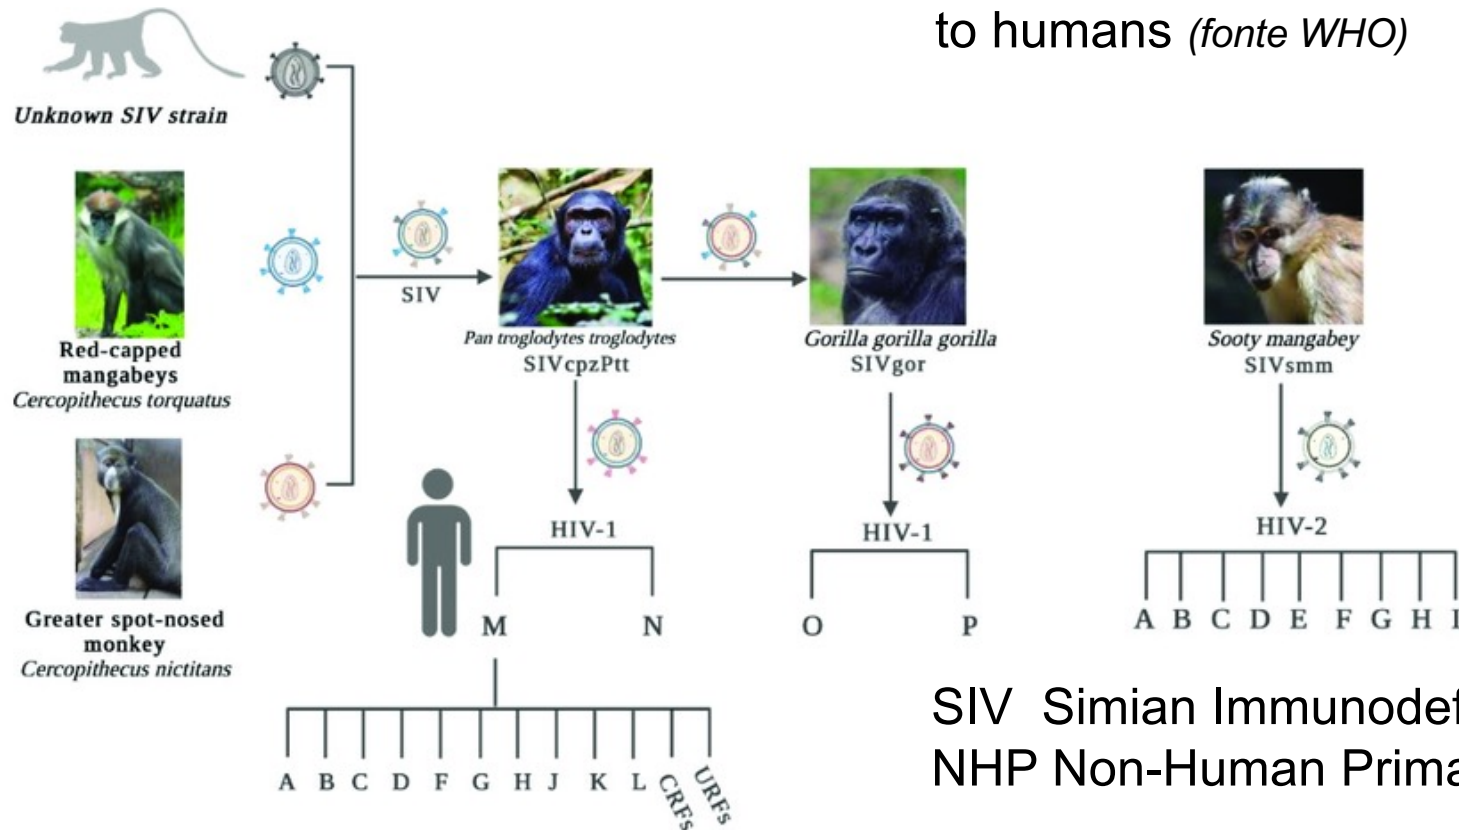 to humans (fonte WHO)
Unknown SIV strain
Red-capped
mangabeys
Cercopithecus torquatus
Greater spot-nosed
monkey
Cercopithecus nictitans
SIV
Pan troglodytes troglodytes
SIVcpzPtt
Gorilla gorilla gorilla
SIVgor
Sooty mangabey
SIVsmm
HIV-1
HIV-1
HIV-2
M N
O P
A B C D E F G H I
A B C D F G H J K L CRFs URFs
SIV Simian
NHP Non-Human